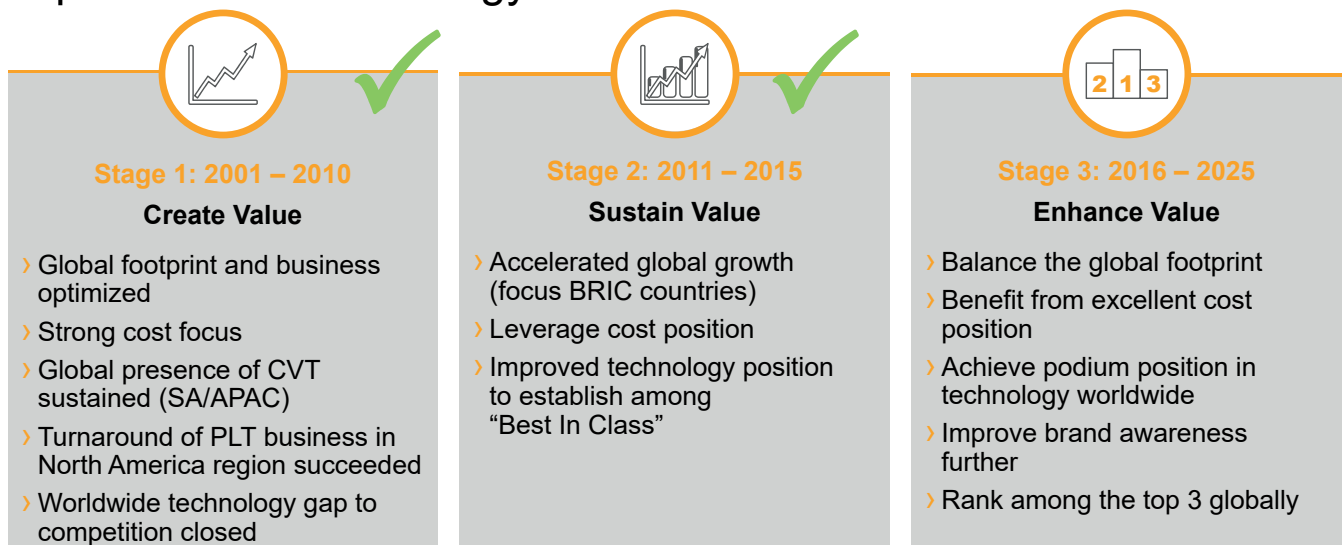 Stage 1: 2001 – 2010
Create Value
› Global footprint and business
optimized
› Strong cost focus
› Global presence of CVT
sustained (SA/APAC)
› Turnaround of PLT business in
North America region succeeded
› Worldwide technology gap to
competition closed
Stage 2: 2011 – 2015
Sustain Value
› Accelerated global growth
(focus BRIC countries)
› Leverage cost position
› Improved technology position
to establish among
“Best In Class”
2 1 3
Stage 3: 2016 – 2025
Enhance Value
› Balance the global footprint
› Benefit from excellent cost
position
› Achieve podium position in
technology worldwide
› Improve brand awareness
further
› Rank among the top 3 globally